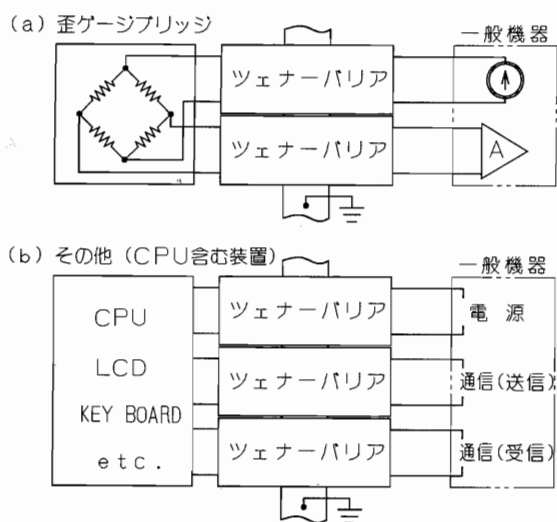 (a) 歪ゲージブリッジ
一般機器
ツェナーバリア
ツェナーバリア
A
(b) その他(CPU含む装置)
一般機器
CPU
ツェナーバリア
電 源
LCD
ツェナーバリア
通信(送信)
KEY BOARD
ツェナーバリア
通信(受信)
etc.